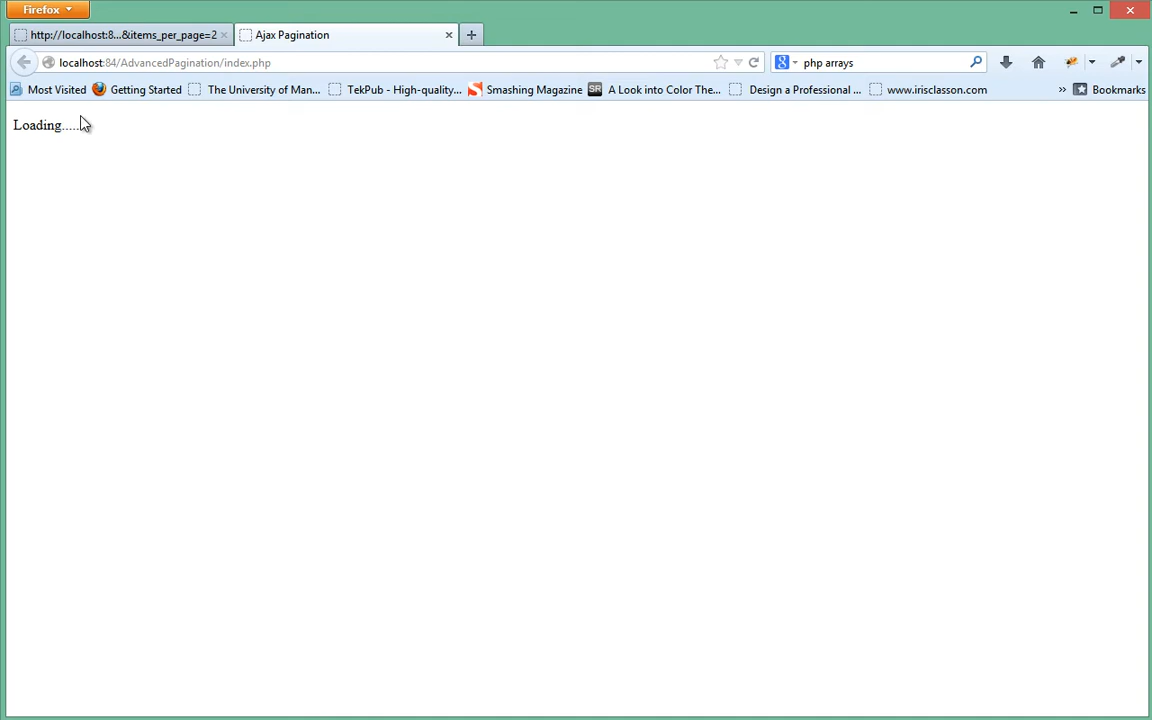 Firefox
http://localhost:8...&items_per_page=2
Ajax Pagination
localhost:84/AdvancedPagination/index.php
php arrays
Most Visited
Getting Started
The University of Man...
TekPub - High-quality...
Smashing Magazine
SR
A Look into Color The...
Design a Professional ...
www.irisclasson.com
»
Bookmarks
Loading.....